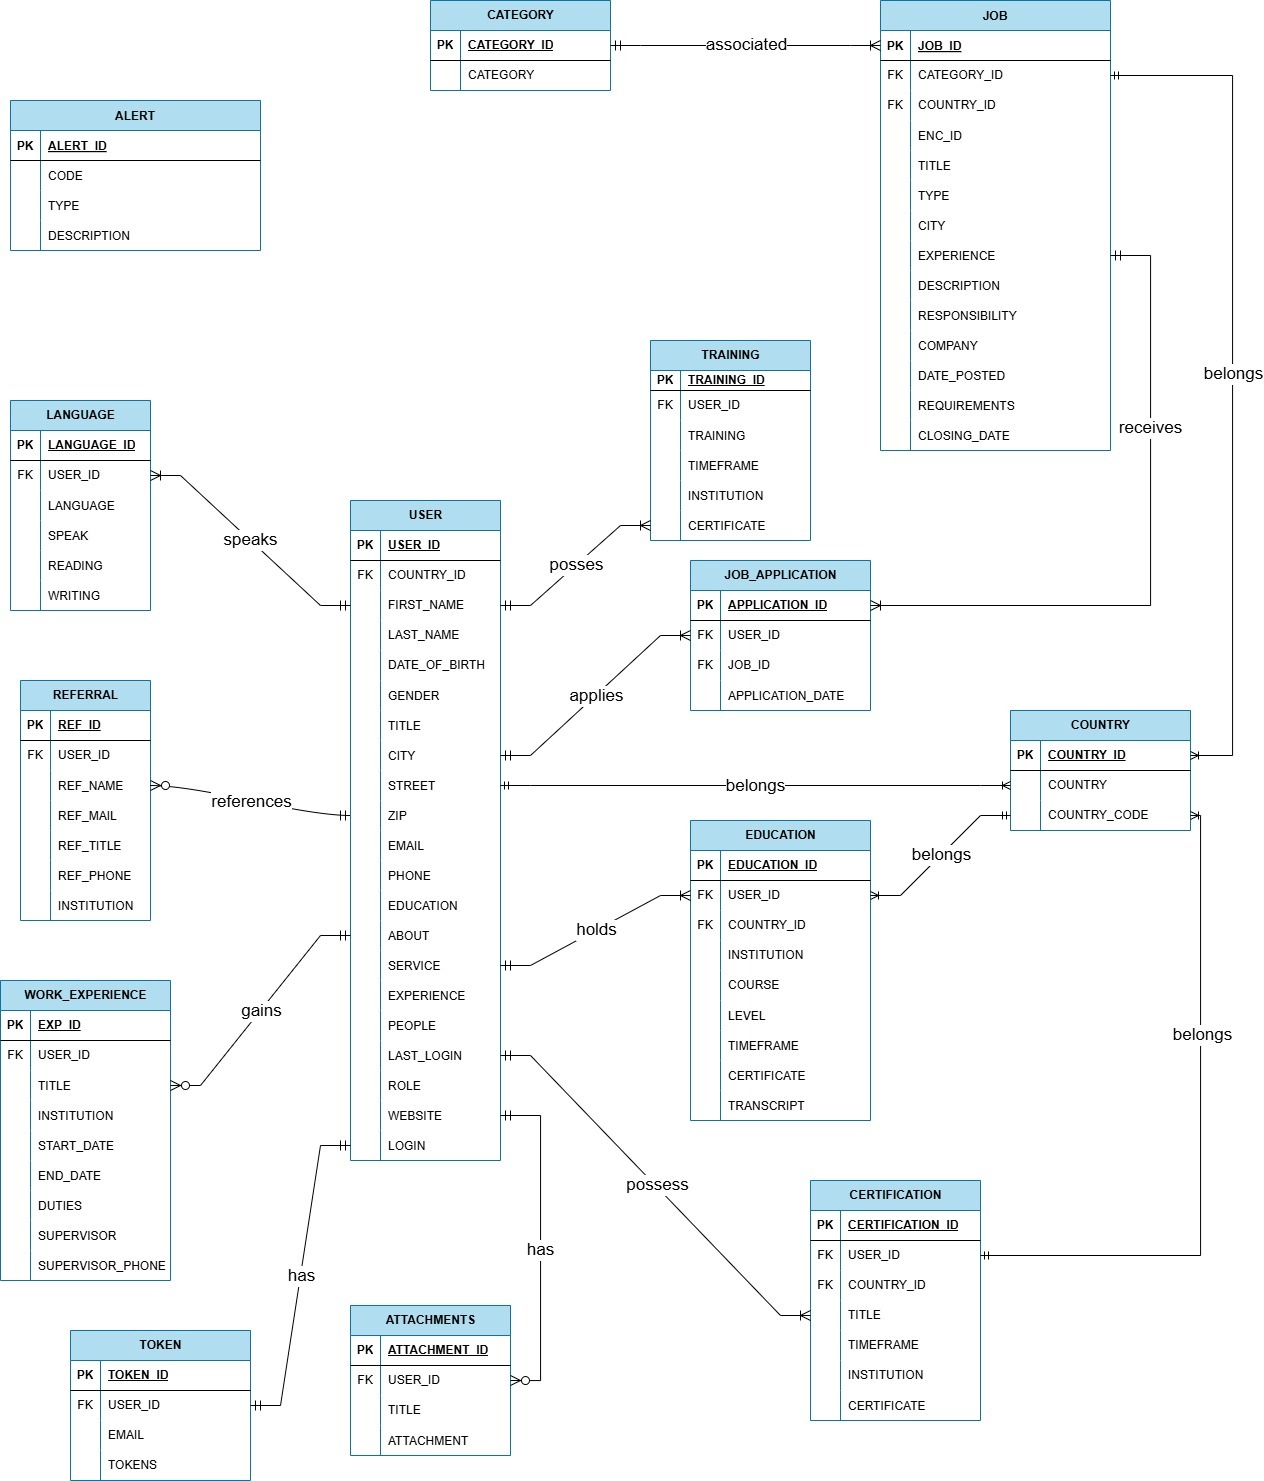 CATEGORY
PK CATEGORY_ID
CATEGORY
associated
JOB
PK JOB_ID
FK CATEGORY_ID
FK COUNTRY_ID
ENC_ID
TITLE
TYPE
CITY
EXPERIENCE
DESCRIPTION
RESPONSIBILITY
COMPANY
DATE_POSTED
REQUIREMENTS
CLOSING_DATE
belongs
receives
ALERT
PK ALERT_ID
CODE
TYPE
DESCRIPTION
TRAINING
PK TRAINING_ID
FK USER_ID
TRAINING
TIMEFRAME
INSTITUTION
CERTIFICATE
LANGUAGE
PK LANGUAGE_ID
FK USER_ID
LANGUAGE
SPEAK
READING
WRITING
speaks
USER
PK USER_ID
FK COUNTRY_ID
FIRST_NAME
LAST_NAME
DATE_OF_BIRTH
GENDER
TITLE
CITY
STREET
ZIP
EMAIL
PHONE
EDUCATION
ABOUT
SERVICE
EXPERIENCE
PEOPLE
LAST_LOGIN
ROLE
WEBSITE
LOGIN
posses
JOB_APPLICATION
PK APPLICATION_ID
FK USER_ID
FK JOB_ID
APPLICATION_DATE
applies
REFERRAL
PK REF_ID
FK USER_ID
REF_NAME
REF_MAIL
REF_TITLE
REF_PHONE
INSTITUTION
references
belongs
COUNTRY
PK COUNTRY_ID
COUNTRY
COUNTRY_CODE
belongs
EDUCATION
PK EDUCATION_ID
FK USER_ID
FK COUNTRY_ID
INSTITUTION
COURSE
LEVEL
TIMEFRAME
CERTIFICATE
TRANSCRIPT
holds
WORK_EXPERIENCE
PK EXP_ID
FK USER_ID
TITLE
INSTITUTION
START_DATE
END_DATE
DUTIES
SUPERVISOR
SUPERVISOR_PHONE
gains
belongs
possess
CERTIFICATION
PK CERTIFICATION_ID
FK USER_ID
FK COUNTRY_ID
TITLE
TIMEFRAME
INSTITUTION
CERTIFICATE
has
has
TOKEN
PK TOKEN_ID
FK USER_ID
EMAIL
TOKENS
ATTACHMENTS
PK ATTACHMENT_ID
FK USER_ID
TITLE
ATTACHMENT